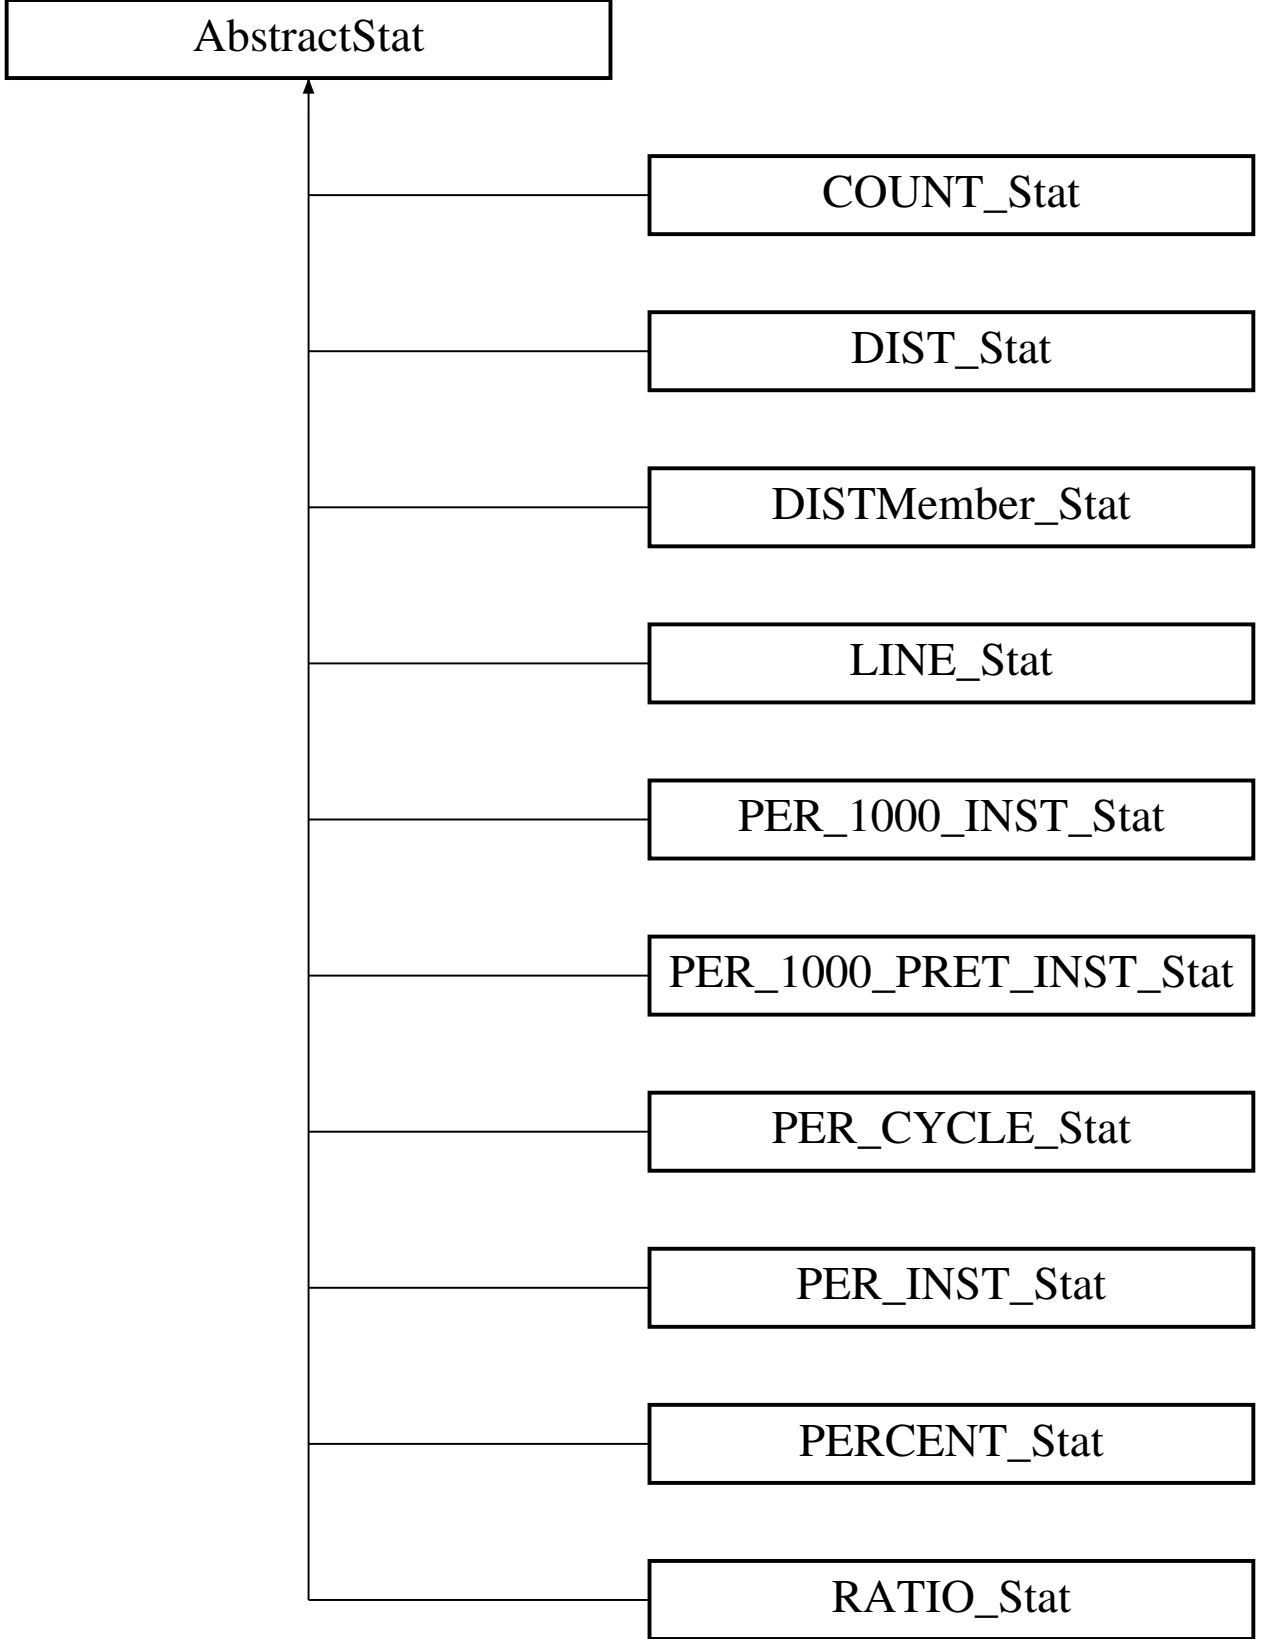 AbstractStat
COUNT_Stat
DIST_Stat
DISTMember_Stat
LINE_Stat
PER_1000_INST_Stat
PER_1000_PRET_INST_Stat
PER_CYCLE_Stat
PER_INST_Stat
PERCENT_Stat
RATIO_Stat